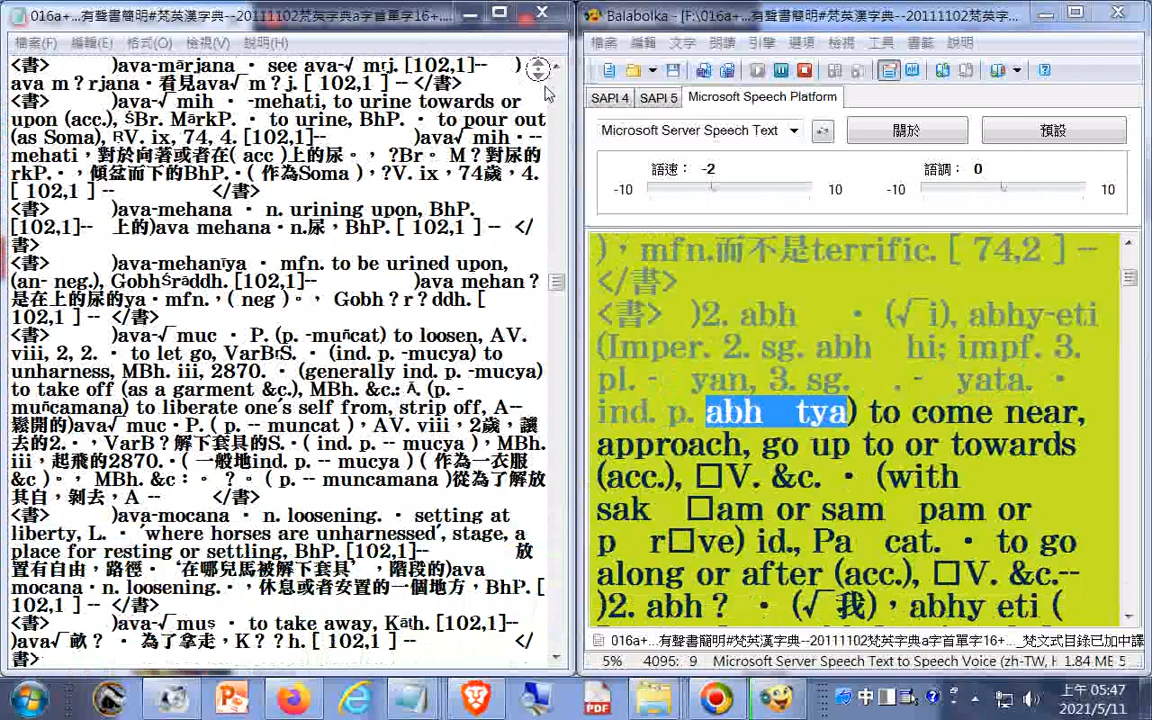 016a+...有聲書簡明#梵英漢字典--20111102梵英字典a字首單字16+...
檔案(F) 編輯(E) 格式(O) 檢視(V) 說明(H)
<書> )ava-mārjana • see ava-√ mrj. [102,1]-- )
ava m？rjana • 看見ava√ m？j. [ 102,1 ] -- </書>
<書> )ava-√ mih • -mehati, to urine towards or
upon (acc.), ŚBr. MārkP. • to urine, BhP. • to pour out
(as Soma), RV. ix, 74, 4. [102,1]-- )ava√ mih • --
mehati，對於向著或者在( acc )上的尿。，?Br。 M？對尿的
rkP.•，傾盆而下的BhP.•( 作為Soma )，?V. ix，74歲，4.
[ 102,1 ] -- </書>
<書> )ava-mehana • n. urining upon, BhP.
[102,1]-- 上的)ava mehana • n.尿，BhP. [ 102,1 ] -- </
書>
<書> )ava-mehanīya • mfn. to be urined upon,
(an- neg.), GobhŚrāddh. [102,1]-- )ava mehan？
是在上的尿的ya • mfn.，( neg )。， Gobh？r？ddh. [
102,1 ] -- </書>
<書> )ava-√ muc • P. (p. -muñcat) to loosen, AV.
viii, 2, 2. • to let go, VarBrS. • (ind. p. -mucya) to
unharness, MBh. iii, 2870. • (generally ind. p. -mucya)
to take off (as a garment &c.), MBh. &c.: Ā. (p. -
muñcamana) to liberate one's self from, strip off, A--
鬆開的)ava√ muc • P. ( p. -- muncat )，AV. viii，2歲，讓
去的2.•，VarB？解下套具的S.•( ind. p. -- mucya )，MBh.
iii，起飛的2870.•( 一般地ind. p. -- mucya ) ( 作為一衣服
&c )。， MBh. &c：。？。( p. -- muncamana )從為了解放
其自，剝去，A -- </書>
<書> )ava-mocana • n. loosening. • setting at
liberty, L. • 'where horses are unharnessed', stage, a
place for resting or settling, BhP. [102,1]-- 放
置有自由，路徑。•‘在哪兒馬被解下套具’，階段的)ava
mocana • n. loosening.•，休息或者安置的一個地方，BhP. [
102,1 ] -- </書>
<書> )ava-√ muṣ • to take away, Kāṭh. [102,1]--
)ava√畝？ • 為了拿走，K？？h. [ 102,1 ] -- </
書>
Balabolka - [F:\016a+...有聲書簡明#梵英漢字典--20111102梵英字...
檔案 編輯 文字 朗讀 引擎 選項 檢視 工具 書籤 說明
SAPI 4 SAPI 5 Microsoft Speech Platform
Microsoft Server Speech Text 關於 預設
語速： -2 語調： 0
-10 10 -10 10
)，mfn.而不是terrific. [ 74,2 ] --
</書>
<書> )2. abh • (√ i), abhy-eti
(Imper. 2. sg. abh hi; impf. 3.
pl. - yan, 3. sg. . - yata. •
ind. p. abh tya) to come near,
approach, go up to or towards
(acc.), □V. &c. • (with
sak □am or sam pam or
p r□ve) id., Pa cat. • to go
along or after (acc.), □V. &c.--
)2. abh？ • (√我)，abhy eti (
016a+...有聲書簡明#梵英漢字典--20111102梵英字典a字首單字16+..._梵文式目錄已加中譯
5% 4095: 9 Microsoft Server Speech Text to Speech Voice (zh-TW, H 1.84 ME 5
中 上午 05:47
2021/5/11